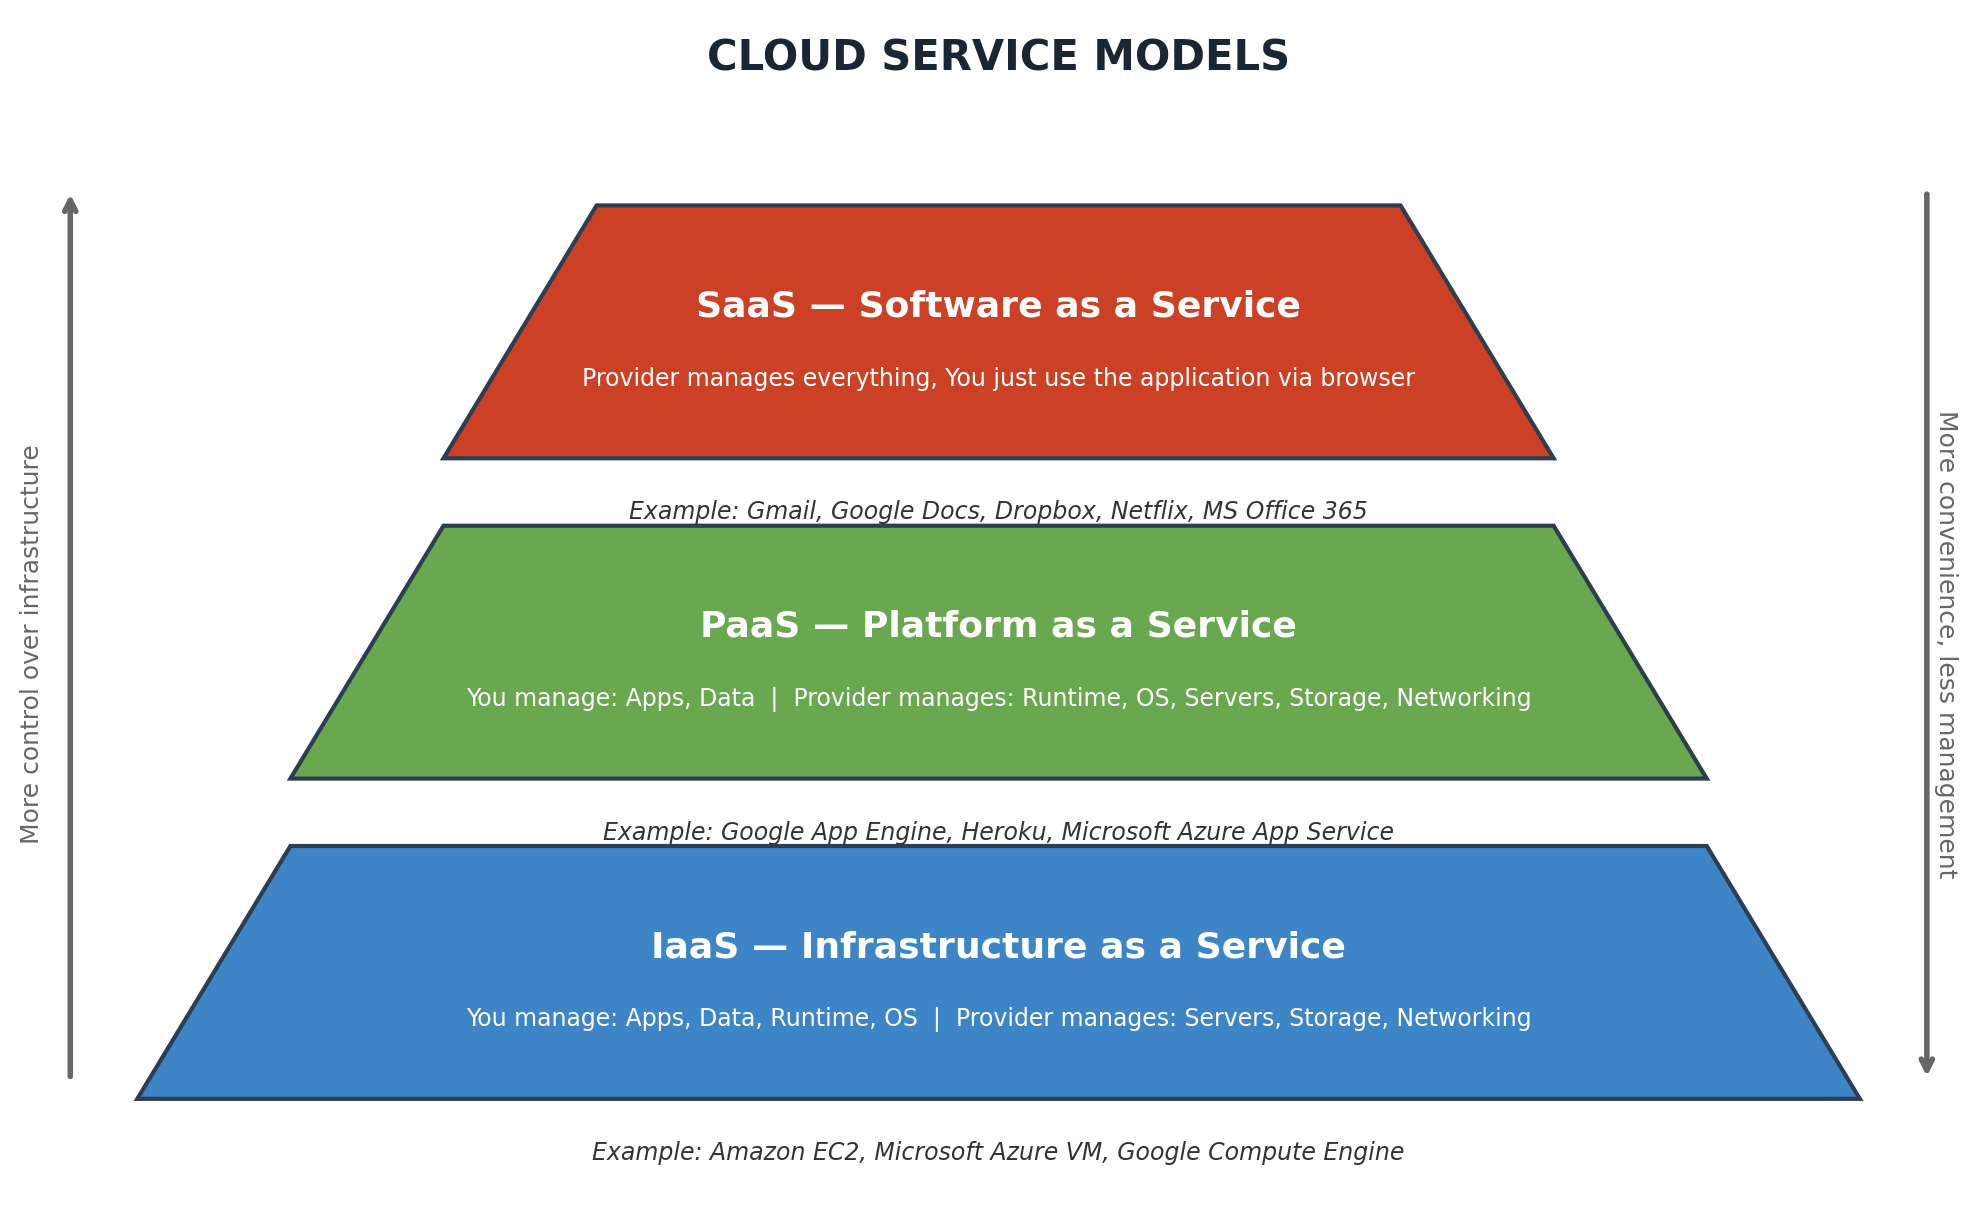 CLOUD SERVICE MODELS
SaaS — Software as a Service
Provider manages everything, You just use the application via browser
Example: Gmail, Google Docs, Dropbox, Netflix, MS Office 365
PaaS — Platform as a Service
You manage: Apps, Data | Provider manages: Runtime, OS, Servers, Storage, Networking
Example: Google App Engine, Heroku, Microsoft Azure App Service
IaaS — Infrastructure as a Service
You manage: Apps, Data, Runtime, OS | Provider manages: Servers, Storage, Networking
Example: Amazon EC2, Microsoft Azure VM, Google Compute Engine
More control over infrastructure
More convenience, less management